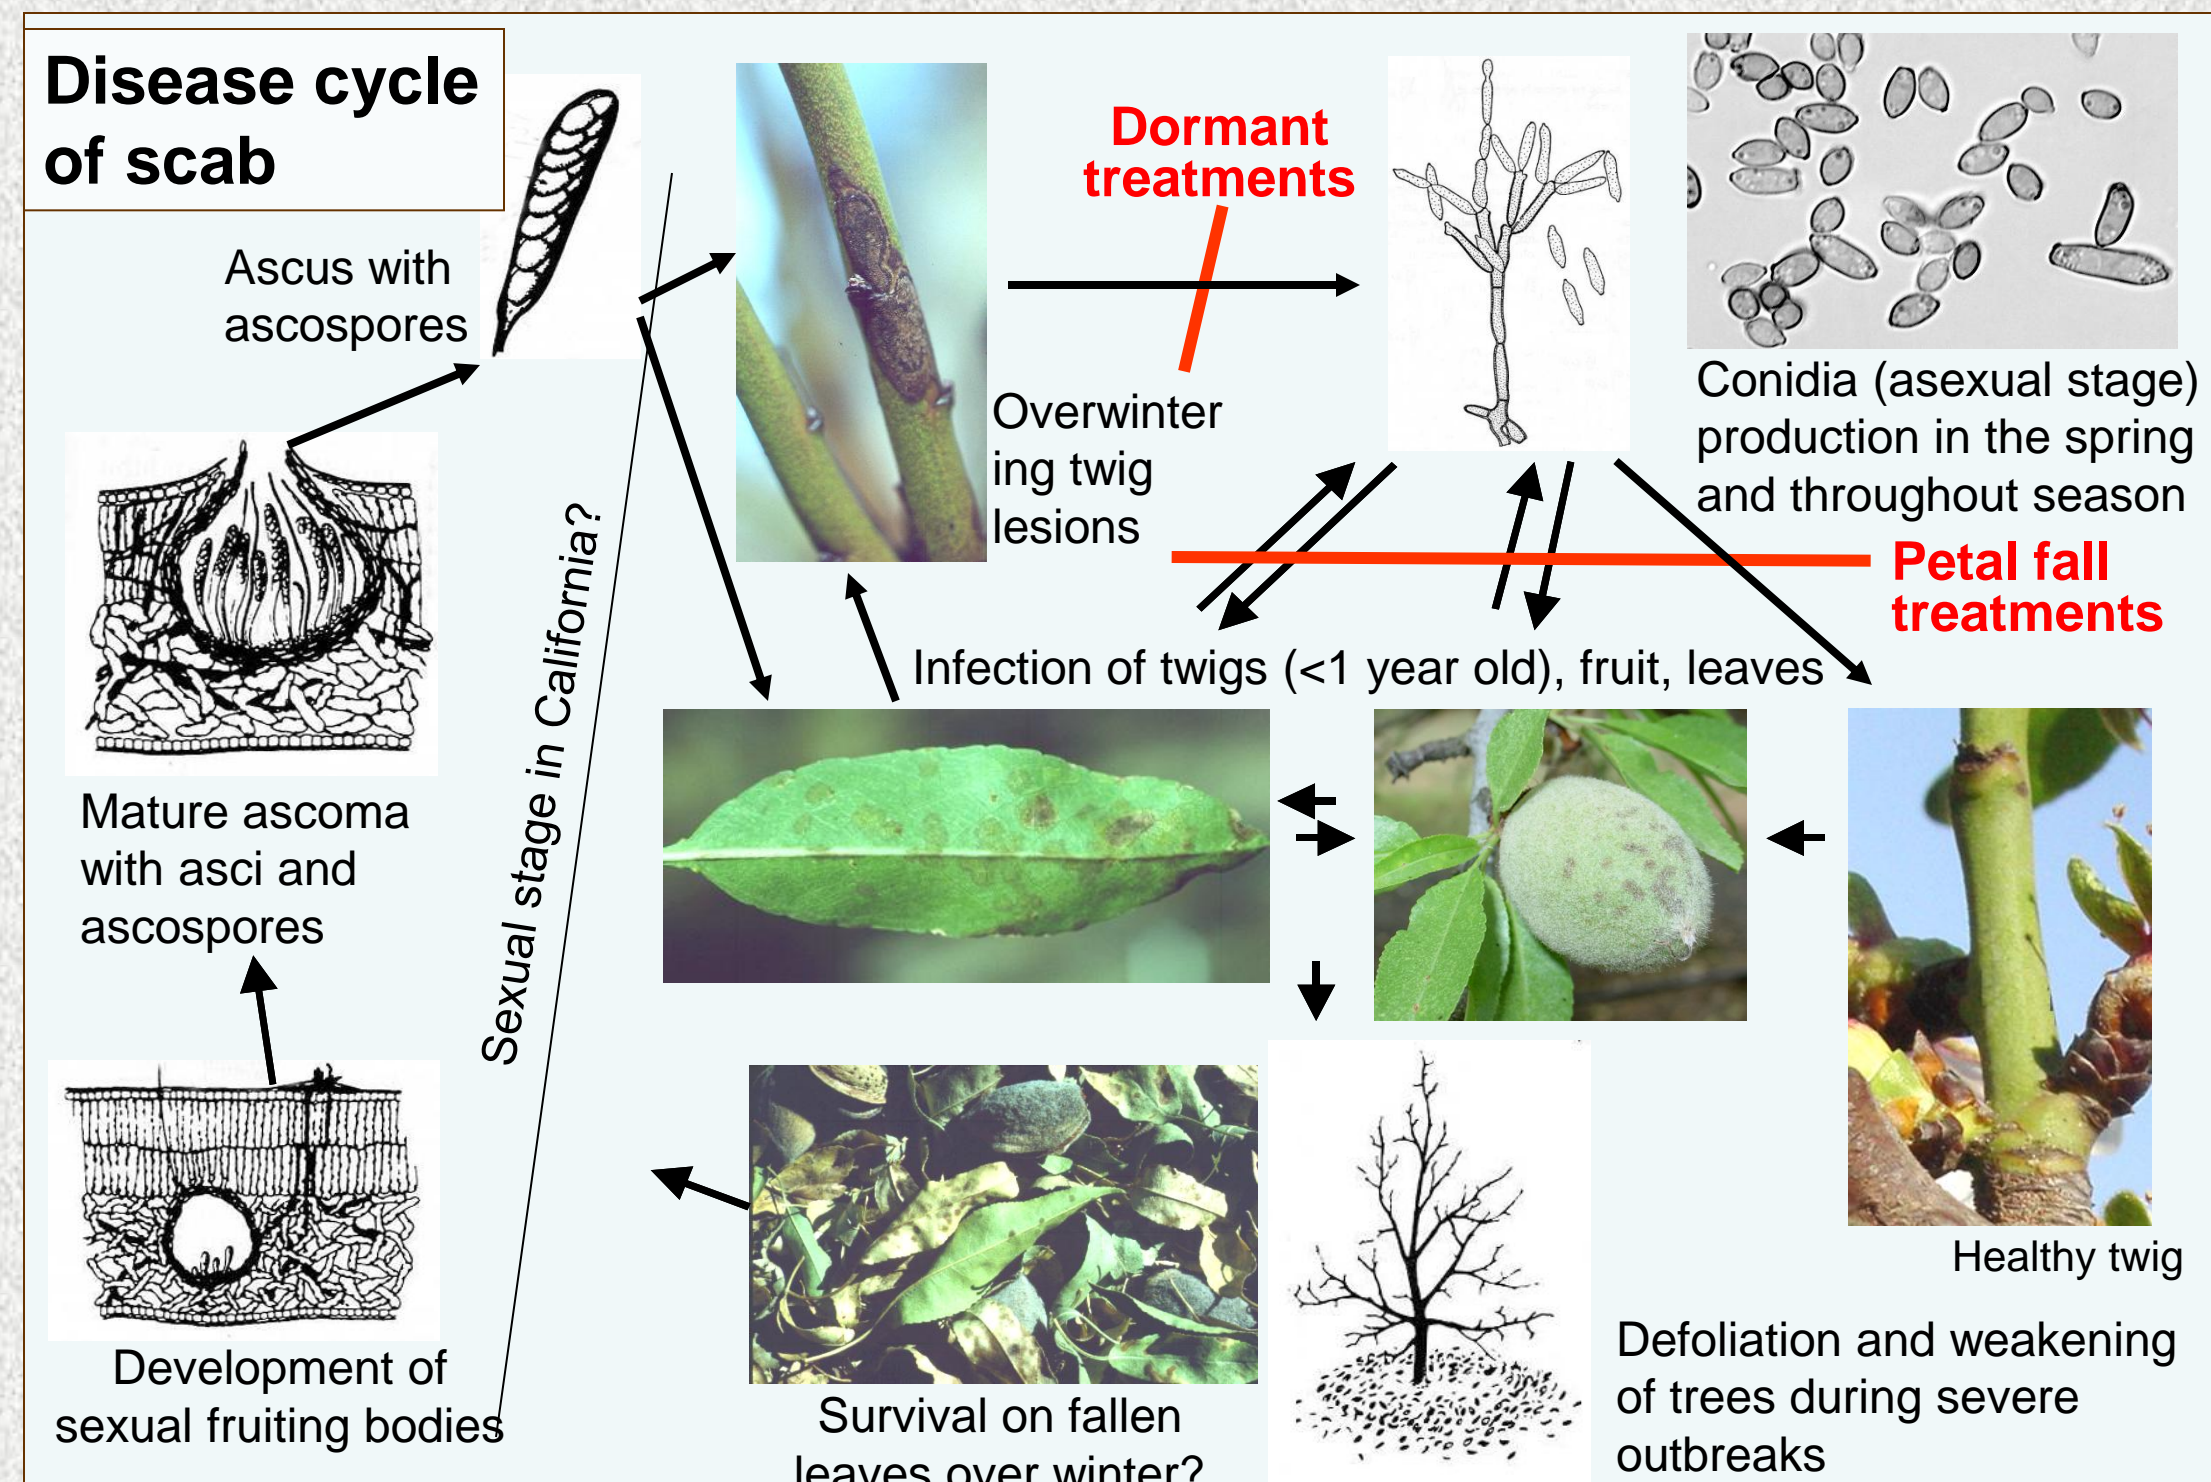 Disease cycle
of scab
Ascus with
ascospores
Dormant
treatments
Overwinter
ing twig
lesions
Conidia (asexual stage)
production in the spring
and throughout season
Petal fall
treatments
Sexual stage in California?
Infection of twigs (<1 year old), fruit, leaves
Mature ascoma
with asci and
ascospores
Healthy twig
Development of
sexual fruiting bodies
Survival on fallen
leaves over winter?
Defoliation and weakening
of trees during severe
outbreaks